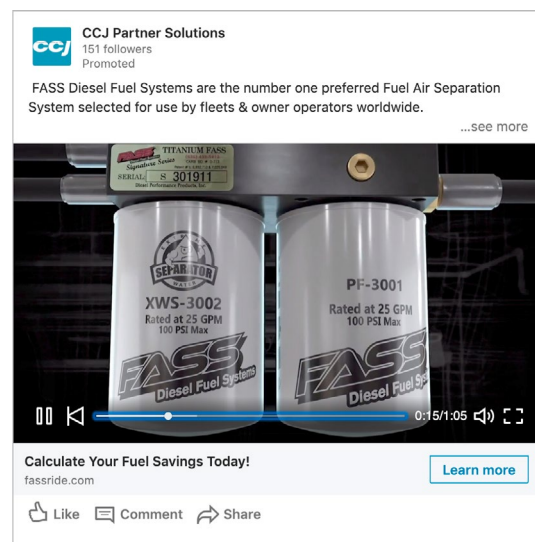 CCJ
CCJ Partner Solutions
151 followers
Promoted
FASS Diesel Fuel Systems are the number one preferred Fuel Air Separation
System selected for use by fleets & owner operators worldwide.
...see more
FASS
Signature Series
TITANIUM FASS
SERIAL: S 301911
Diesel Performance Products, Inc
SEPARATOR
WATER
XWS-3002
Rated at 25 GPM
100 PSI Max
FASS
Diesel Fuel Systems
PF-3001
Rated at 25 GPM
100 PSI Max
FASS
Diesel Fuel Sys
0:15/1:05
Calculate Your Fuel Savings Today!
fassride.com
Learn more
Like
Comment
Share